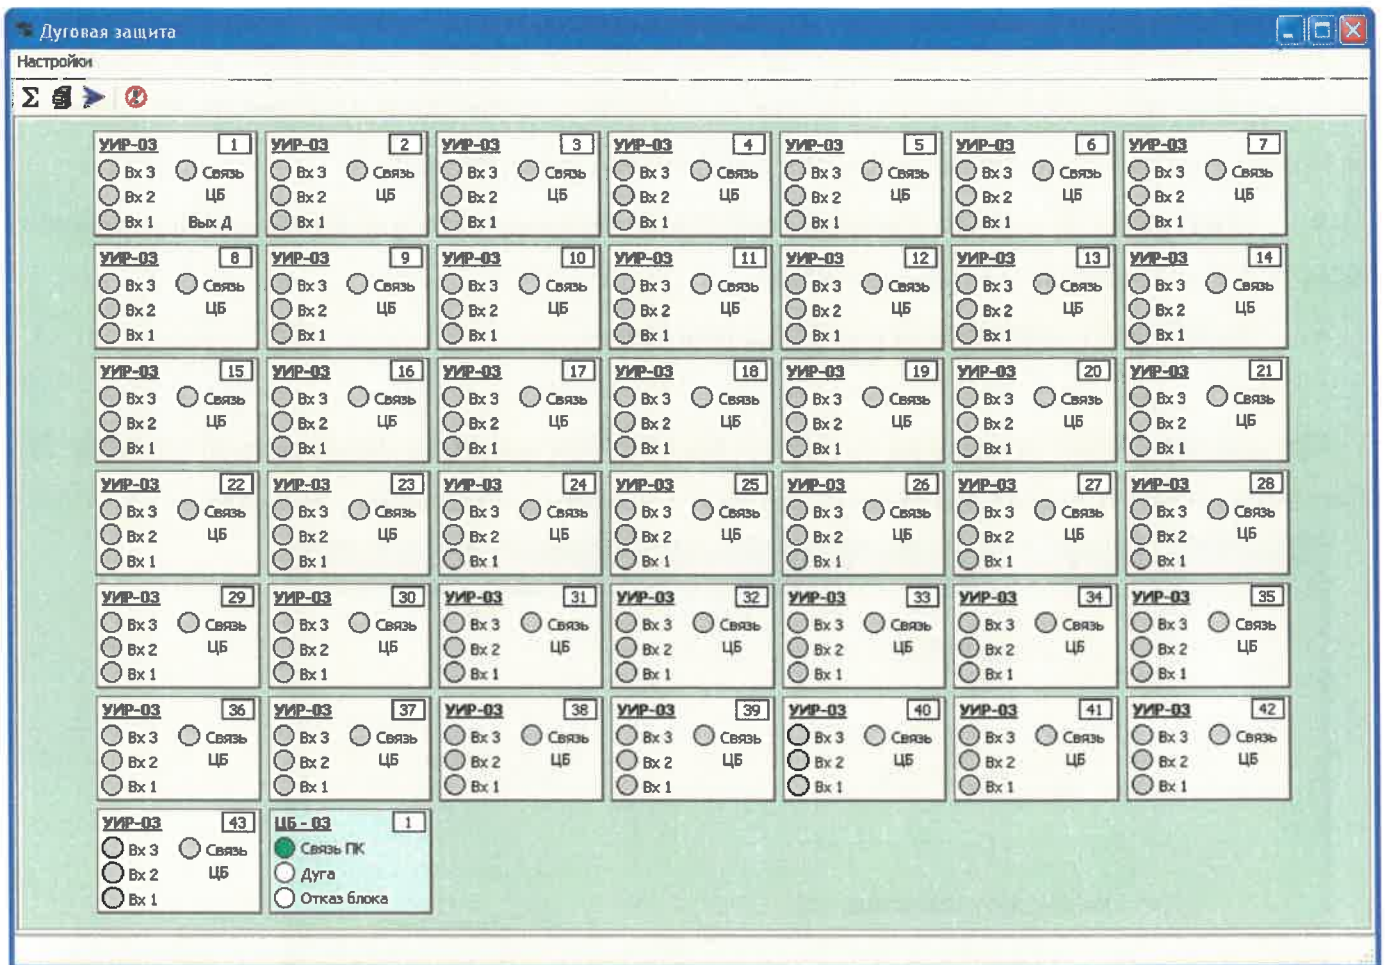 Дуговая защита
Настройки
Σ
УИР-03 1 УИР-03 2 УИР-03 3 УИР-03 4 УИР-03 5 УИР-03 6 УИР-03 7
Вх 3 Связь Вх 3 Связь Вх 3 Связь Вх 3 Связь Вх 3 Связь Вх 3 Связь Вх 3 Связь
Вх 2 ЦБ Вх 2 ЦБ Вх 2 ЦБ Вх 2 ЦБ Вх 2 ЦБ Вх 2 ЦБ Вх 2 ЦБ
Вх 1 Вых Д Вх 1 Вх 1 Вх 1 Вх 1 Вх 1 Вх 1
УИР-03 8 УИР-03 9 УИР-03 10 УИР-03 11 УИР-03 12 УИР-03 13 УИР-03 14
Вх 3 Связь Вх 3 Связь Вх 3 Связь Вх 3 Связь Вх 3 Связь Вх 3 Связь Вх 3 Связь
Вх 2 ЦБ Вх 2 ЦБ Вх 2 ЦБ Вх 2 ЦБ Вх 2 ЦБ Вх 2 ЦБ Вх 2 ЦБ
Вх 1 Вх 1 Вх 1 Вх 1 Вх 1 Вх 1 Вх 1
УИР-03 15 УИР-03 16 УИР-03 17 УИР-03 18 УИР-03 19 УИР-03 20 УИР-03 21
Вх 3 Связь Вх 3 Связь Вх 3 Связь Вх 3 Связь Вх 3 Связь Вх 3 Связь Вх 3 Связь
Вх 2 ЦБ Вх 2 ЦБ Вх 2 ЦБ Вх 2 ЦБ Вх 2 ЦБ Вх 2 ЦБ Вх 2 ЦБ
Вх 1 Вх 1 Вх 1 Вх 1 Вх 1 Вх 1 Вх 1
УИР-03 22 УИР-03 23 УИР-03 24 УИР-03 25 УИР-03 26 УИР-03 27 УИР-03 28
Вх 3 Связь Вх 3 Связь Вх 3 Связь Вх 3 Связь Вх 3 Связь Вх 3 Связь Вх 3 Связь
Вх 2 ЦБ Вх 2 ЦБ Вх 2 ЦБ Вх 2 ЦБ Вх 2 ЦБ Вх 2 ЦБ Вх 2 ЦБ
Вх 1 Вх 1 Вх 1 Вх 1 Вх 1 Вх 1 Вх 1
УИР-03 29 УИР-03 30 УИР-03 31 УИР-03 32 УИР-03 33 УИР-03 34 УИР-03 35
Вх 3 Связь Вх 3 Связь Вх 3 Связь Вх 3 Связь Вх 3 Связь Вх 3 Связь Вх 3 Связь
Вх 2 ЦБ Вх 2 ЦБ Вх 2 ЦБ Вх 2 ЦБ Вх 2 ЦБ Вх 2 ЦБ Вх 2 ЦБ
Вх 1 Вх 1 Вх 1 Вх 1 Вх 1 Вх 1 Вх 1
УИР-03 36 УИР-03 37 УИР-03 38 УИР-03 39 УИР-03 40 УИР-03 41 УИР-03 42
Вх 3 Связь Вх 3 Связь Вх 3 Связь Вх 3 Связь Вх 3 Связь Вх 3 Связь Вх 3 Связь
Вх 2 ЦБ Вх 2 ЦБ Вх 2 ЦБ Вх 2 ЦБ Вх 2 ЦБ Вх 2 ЦБ Вх 2 ЦБ
Вх 1 Вх 1 Вх 1 Вх 1 Вх 1 Вх 1 Вх 1
УИР-03 43 ЦБ - 03 1
Вх 3 Связь Связь ПК
Вх 2 ЦБ Дуга
Вх 1 Отказ блока